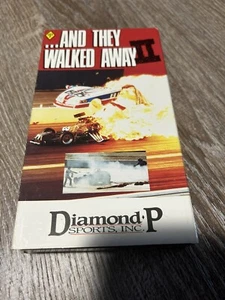 ...AND THEY
WALKED AWAY II
Diamond·P
SPORTS, INC.